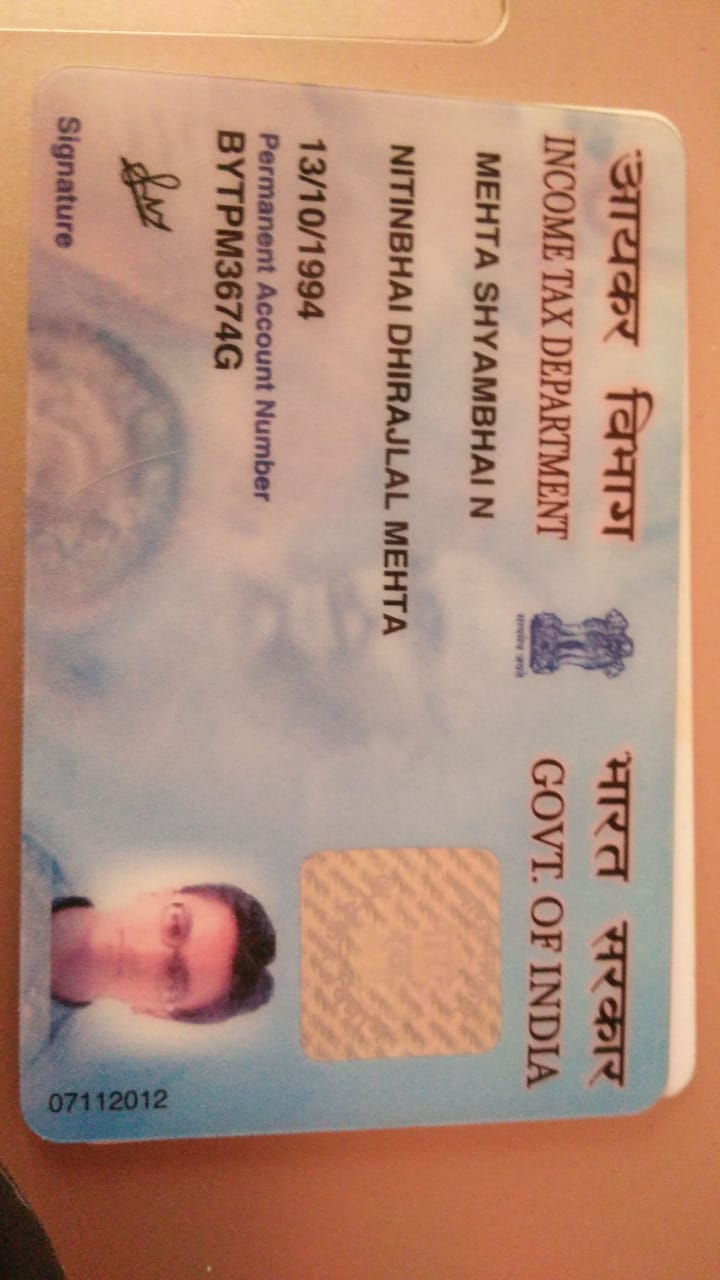 आयकर विभाग
INCOME TAX DEPARTMENT
भारत सरकार
GOVT. OF INDIA
सत्यमेव जयते
MEHTA SHYAMBHAI N
NITINBHAI DHIRAJLAL MEHTA
13/10/1994
Permanent Account Number
BYTPM3674G
Signature
07112012